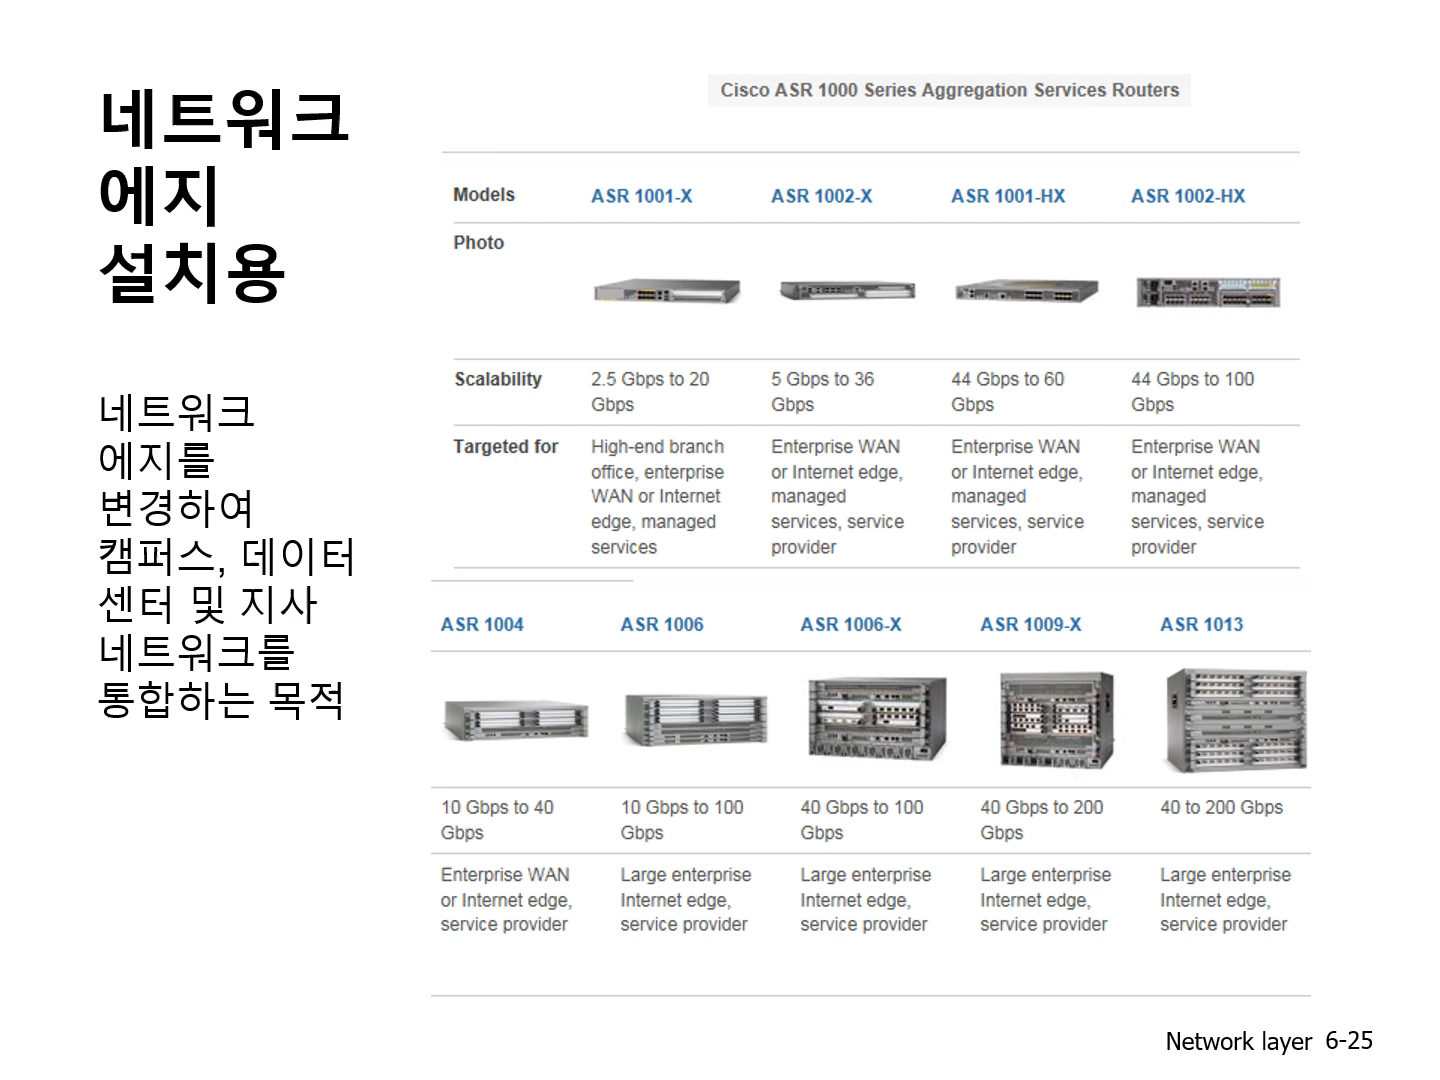 네트워크
에지
설치용
네트워크
에지를
변경하여
캠퍼스, 데이터
센터 및 지사
네트워크를
통합하는 목적
Cisco ASR 1000 Series Aggregation Services Routers
Models ASR 1001-X ASR 1002-X ASR 1001-HX ASR 1002-HX
Photo
Scalability 2.5 Gbps to 20 5 Gbps to 36 44 Gbps to 60 44 Gbps to 100
Gbps Gbps Gbps Gbps
Targeted for High-end branch Enterprise WAN Enterprise WAN Enterprise WAN
office, enterprise or Internet edge, or Internet edge, or Internet edge,
WAN or Internet managed managed managed
edge, managed services, service services, service services, service
services provider provider provider
ASR 1004 ASR 1006 ASR 1006-X ASR 1009-X ASR 1013
10 Gbps to 40 10 Gbps to 100 40 Gbps to 100 40 Gbps to 200 40 to 200 Gbps
Gbps Gbps Gbps Gbps
Enterprise WAN Large enterprise Large enterprise Large enterprise Large enterprise
or Internet edge, Internet edge, Internet edge, Internet edge, Internet edge,
service provider service provider service provider service provider service provider
Network layer 6-25